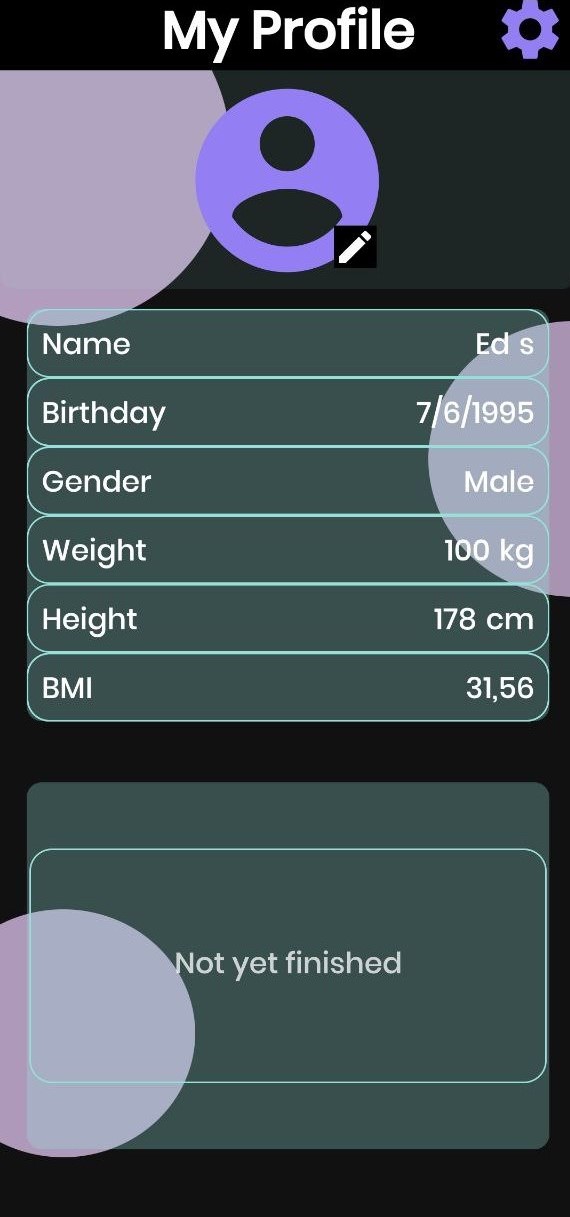 My Profile
Name Ed s
Birthday 7/6/1995
Gender Male
Weight 100 kg
Height 178 cm
BMI 31,56
Not yet finished